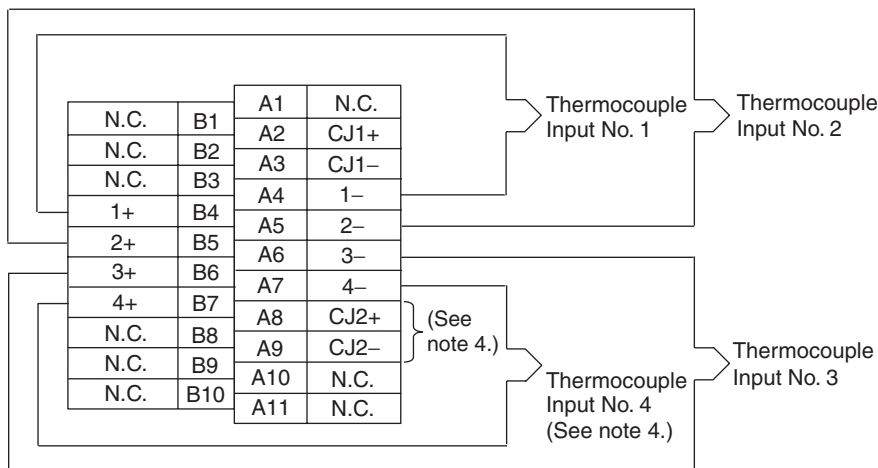 N.C. B1
N.C. B2
N.C. B3
1+ B4
2+ B5
3+ B6
4+ B7
N.C. B8
N.C. B9
N.C. B10
A1 N.C.
A2 CJ1+
A3 CJ1−
A4 1−
A5 2−
A6 3−
A7 4−
A8 CJ2+
A9 CJ2−
A10 N.C.
A11 N.C.
(See
note 4.)
Thermocouple
Input No. 1
Thermocouple
Input No. 2
Thermocouple
Input No. 3
Thermocouple
Input No. 4
(See note 4.)